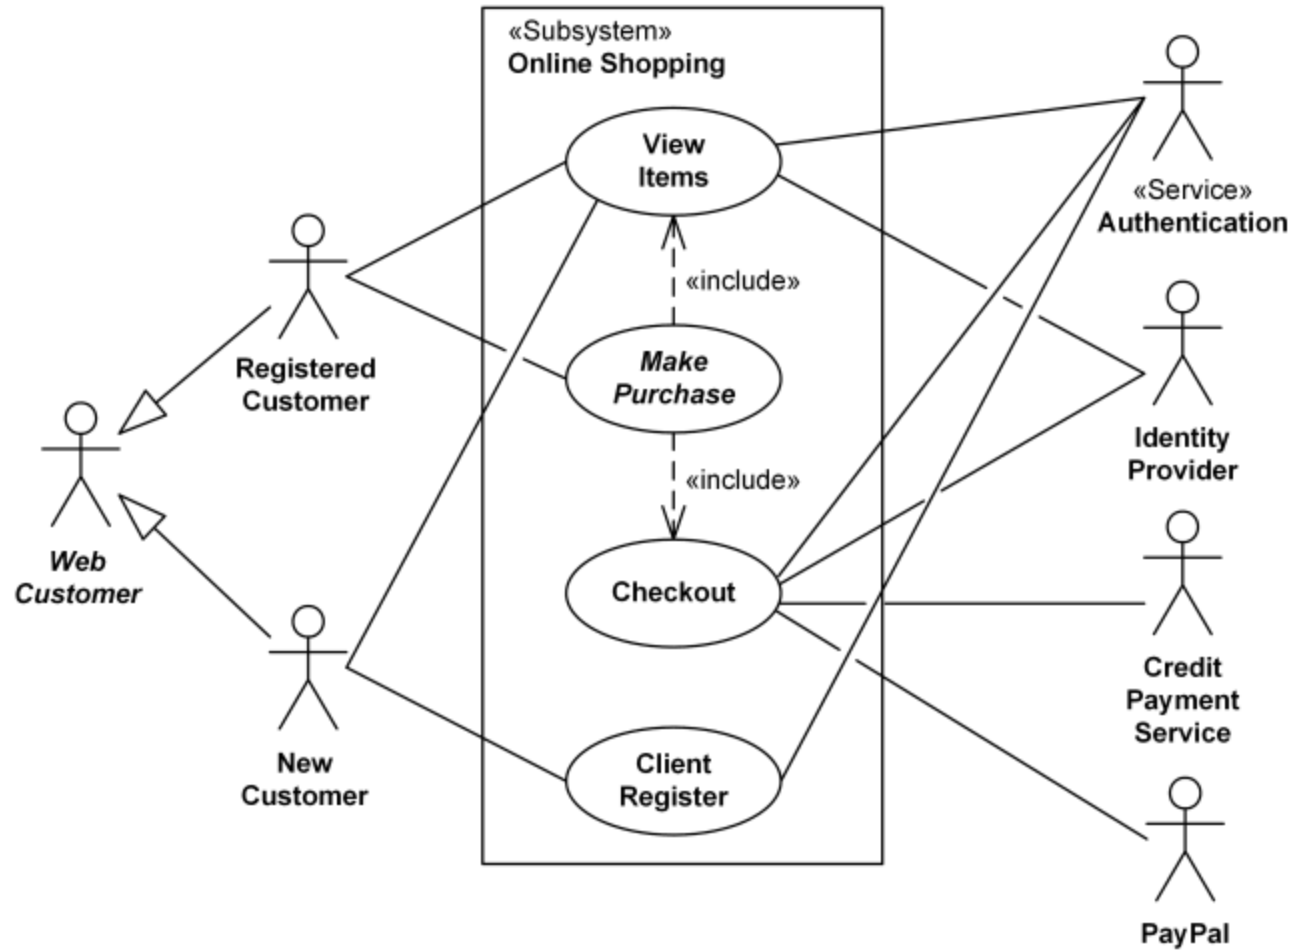 «Subsystem»
Online Shopping
View
Items
«include»
Make
Purchase
«include»
Checkout
Client
Register
Registered
Customer
Web
Customer
New
Customer
«Service»
Authentication
Identity
Provider
Credit
Payment
Service
PayPal